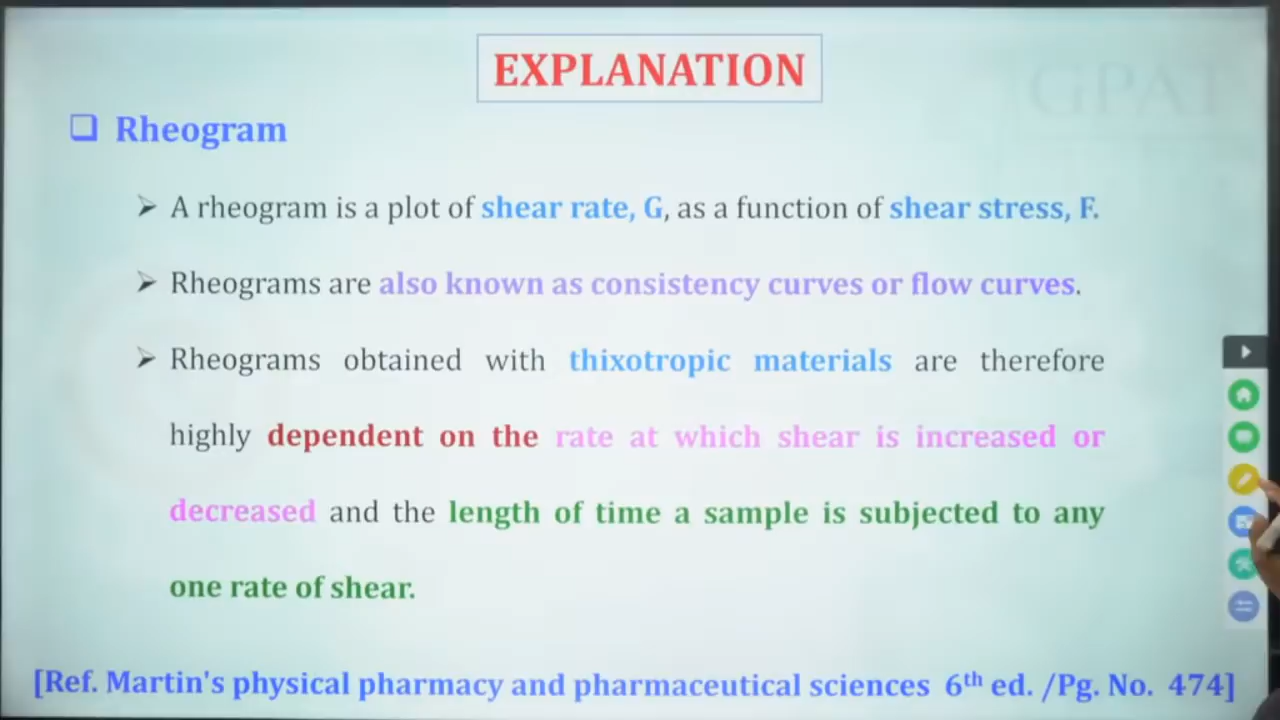 EXPLANATION
GPAT
❑ Rheogram
➢ A rheogram is a plot of shear rate, G, as a function of shear stress, F.
➢ Rheograms are also known as consistency curves or flow curves.
➢ Rheograms obtained with thixotropic materials are therefore
highly dependent on the rate at which shear is increased or
decreased and the length of time a sample is subjected to any
one rate of shear.
[Ref. Martin's physical pharmacy and pharmaceutical sciences 6th ed. /Pg. No. 474]